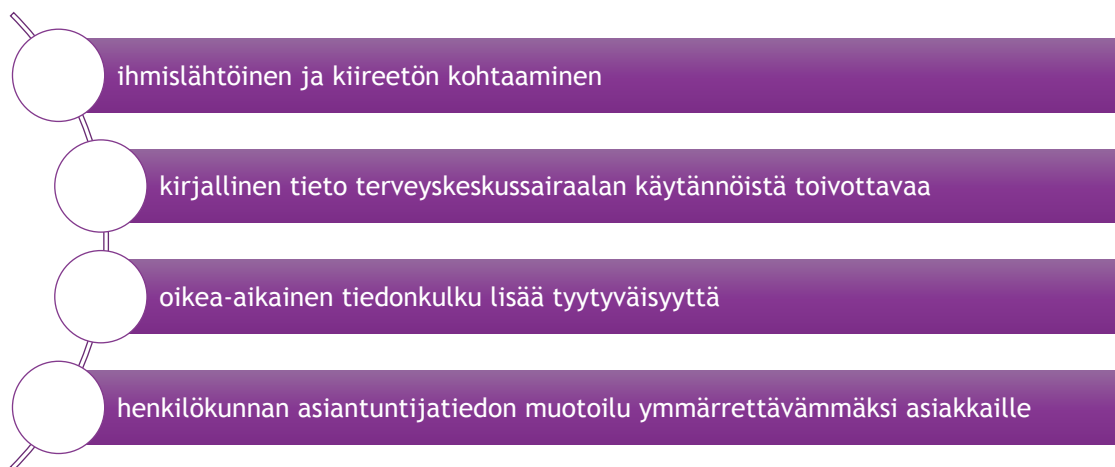 ihmislähtöinen ja kiireetön kohtaaminen
kirjallinen tieto terveyskeskussairaalan käytännöistä toivottavaa
oikea-aikainen tiedonkulku lisää tyytyväisyyttä
henkilökunnan asiantuntijatiedon muotoilu ymmärrettävämmäksi asiakkaille